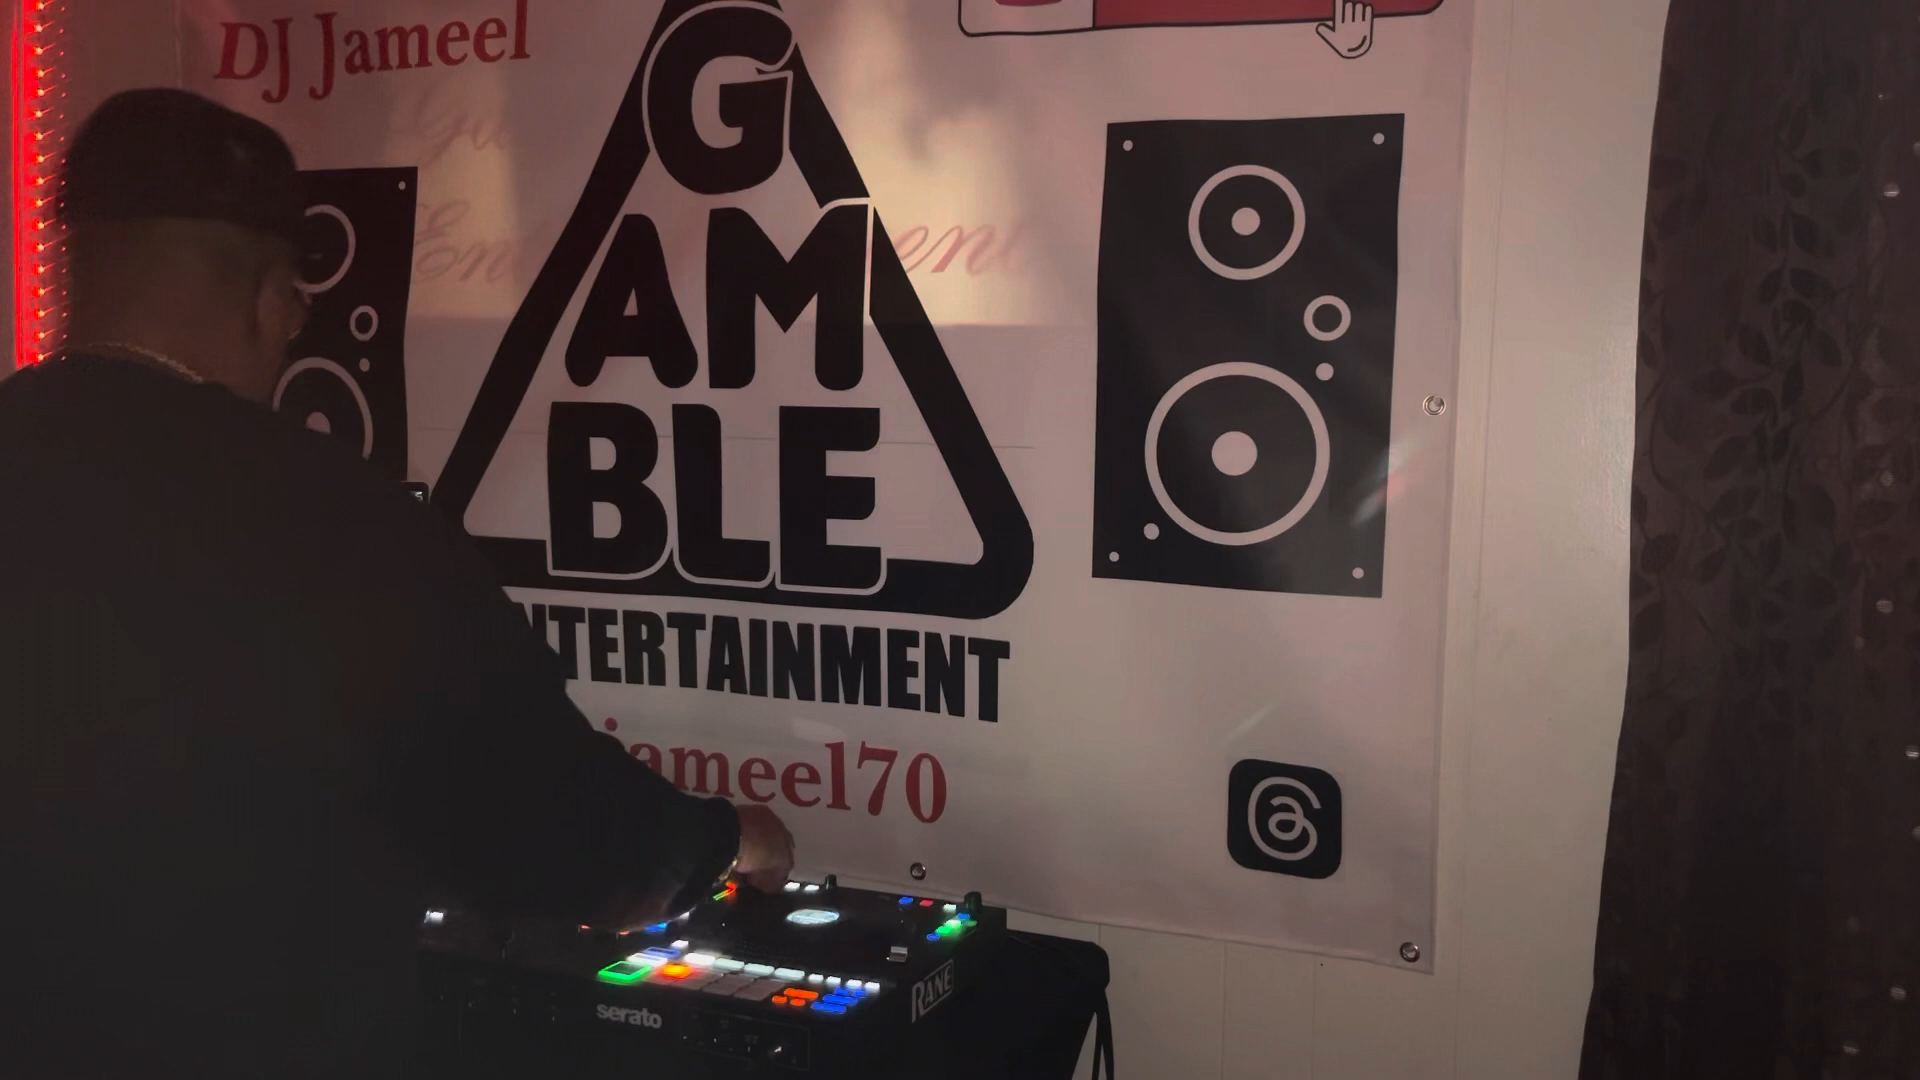 DJ Jameel
G
AM
BLE
NTERTAINMENT
jameel70
serato
RANE